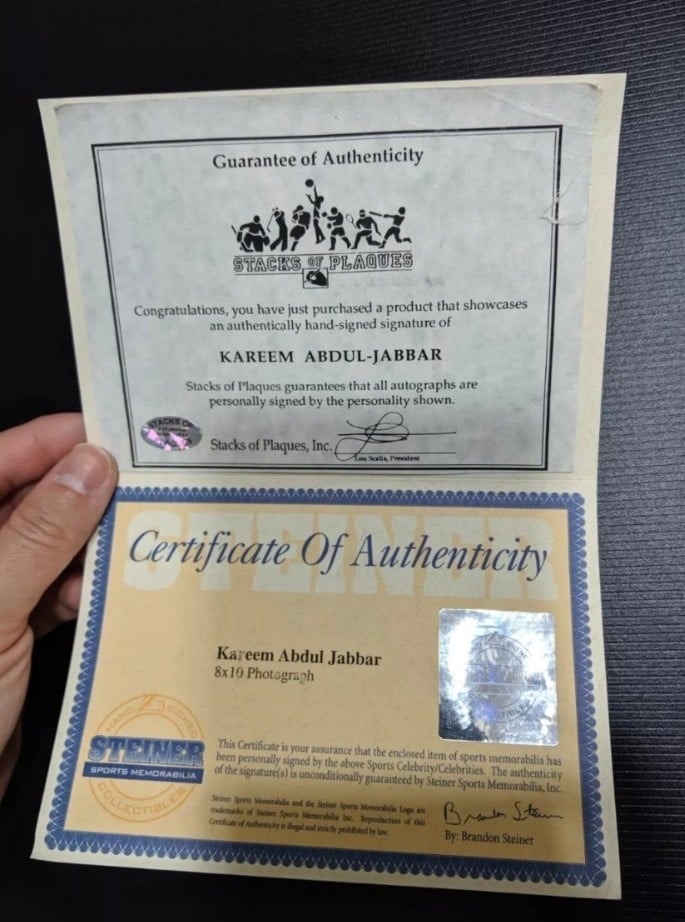 Guarantee of Authenticity
STACKS OF PLAQUES
Congratulations, you have just purchased a product that showcases
an authentically hand-signed signature of
KAREEM ABDUL-JABBAR
Stacks of Plaques guarantees that all autographs are
personally signed by the personality shown.
STACKS OF
Stacks of Plaques, Inc.
Lou Scalia, President
STEINER
Certificate Of Authenticity
Kareem Abdul Jabbar
8x10 Photograph
HAND SIGNED
STEINER
SPORTS MEMORABILIA
COLLECTIBLES
This Certificate is your assurance that the enclosed item of sports memorabilia has
been personally signed by the above Sports Celebrity/Celebrities. The authenticity
of the signature(s) is unconditionally guaranteed by Steiner Sports Memorabilia, Inc.
Steiner Sports Memorabilia and the Steiner Sports Memorabilia Logo are
trademarks of Steiner Sports Memorabilia Inc. Reproduction of this
Certificate of Authenticity is illegal and strictly prohibited by law.
Brandon Steiner
By: Brandon Steiner